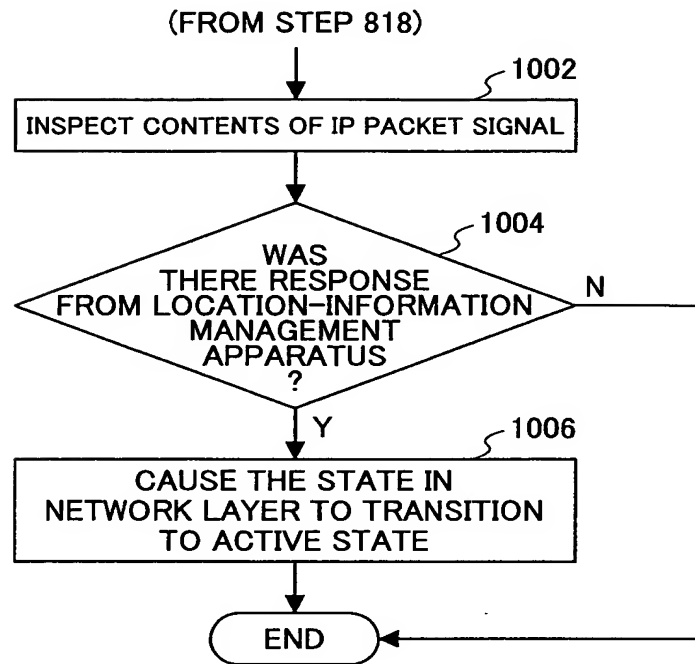 (FROM STEP 818)
1002
INSPECT CONTENTS OF IP PACKET SIGNAL
1004
WAS
THERE RESPONSE
FROM LOCATION-INFORMATION
MANAGEMENT
APPARATUS
?
N
Y
1006
CAUSE THE STATE IN
NETWORK LAYER TO TRANSITION
TO ACTIVE STATE
END